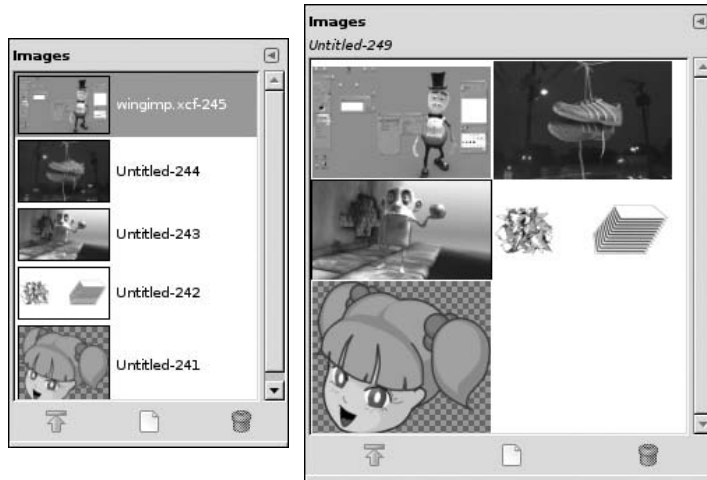 Images
wingimp.xcf-245
Untitled-244
Untitled-243
Untitled-242
Untitled-241
Images
Untitled-249